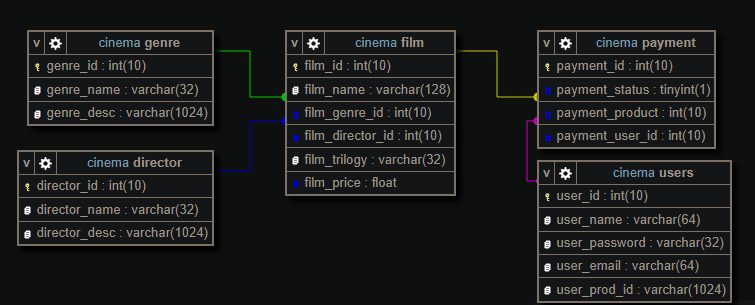 v cinema genre
genre_id : int(10)
genre_name : varchar(32)
genre_desc : varchar(1024)
v cinema director
director_id : int(10)
director_name : varchar(32)
director_desc : varchar(1024)
v cinema film
film_id : int(10)
film_name : varchar(128)
film_genre_id : int(10)
film_director_id : int(10)
film_trilogy : varchar(32)
film_price : float
v cinema payment
payment_id : int(10)
payment_status : tinyint(1)
payment_product : int(10)
payment_user_id : int(10)
v cinema users
user_id : int(10)
user_name : varchar(64)
user_password : varchar(32)
user_email : varchar(64)
user_prod_id : varchar(1024)